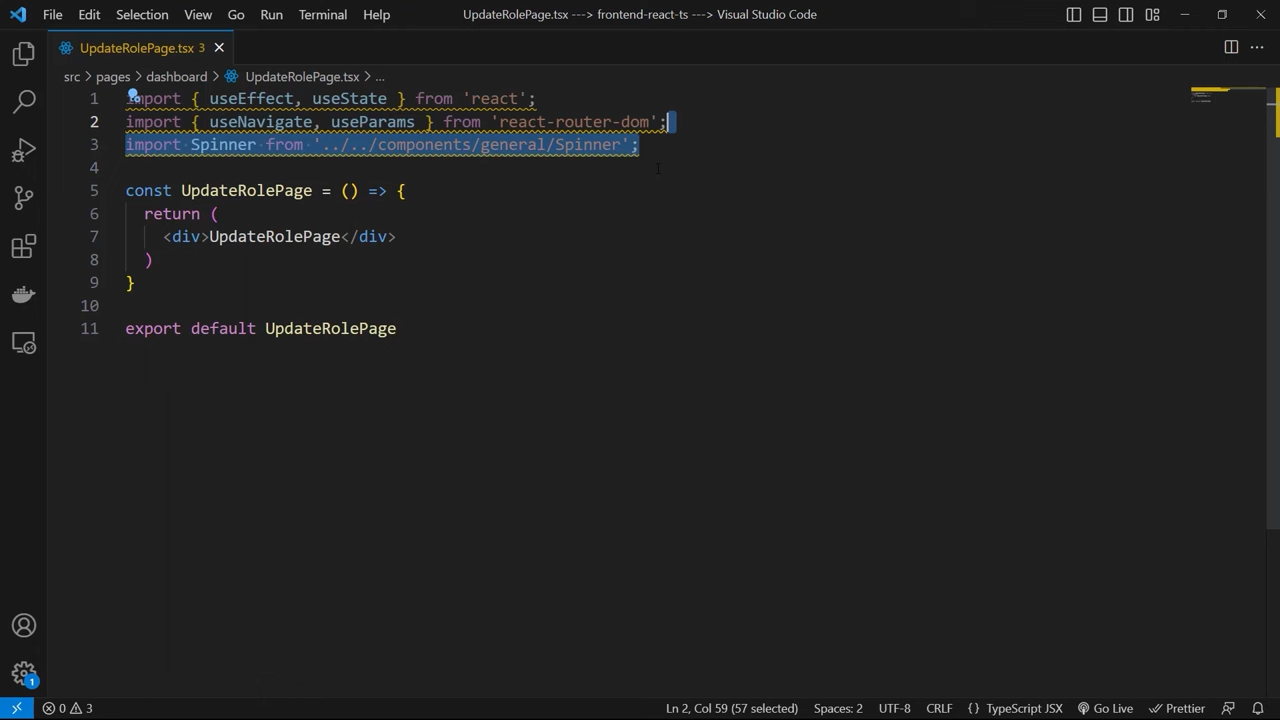 File Edit Selection View Go Run Terminal Help
UpdateRolePage.tsx ---> frontend-react-ts ---> Visual Studio Code
UpdateRolePage.tsx 3
src > pages > dashboard > UpdateRolePage.tsx > ...
1 import { useEffect, useState } from 'react';
2 import { useNavigate, useParams } from 'react-router-dom';
3 import Spinner from '../../components/general/Spinner';
4
5 const UpdateRolePage = () => {
6 return (
7 <div>UpdateRolePage</div>
8 )
9 }
10
11 export default UpdateRolePage
1
0 3 Ln 2, Col 59 (57 selected) Spaces: 2 UTF-8 CRLF {} TypeScript JSX Go Live Prettier